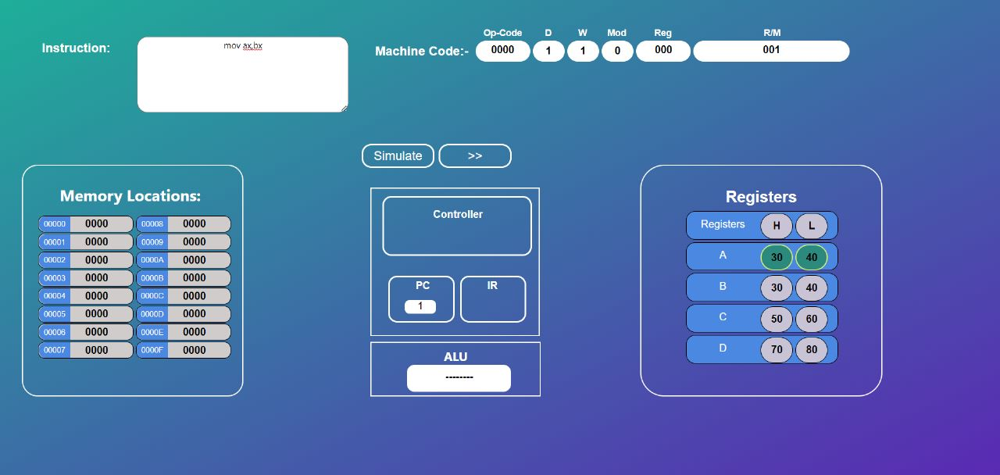 Instruction:
mov ax,bx
Machine Code:-
Op-Code D W Mod Reg R/M
0000 1 1 0 000 001
Simulate >>
Memory Locations:
00000 0000 00008 0000
00001 0000 00009 0000
00002 0000 0000A 0000
00003 0000 0000B 0000
00004 0000 0000C 0000
00005 0000 0000D 0000
00006 0000 0000E 0000
00007 0000 0000F 0000
Controller
PC IR
1
ALU
--------
Registers
Registers H L
A 30 40
B 30 40
C 50 60
D 70 80